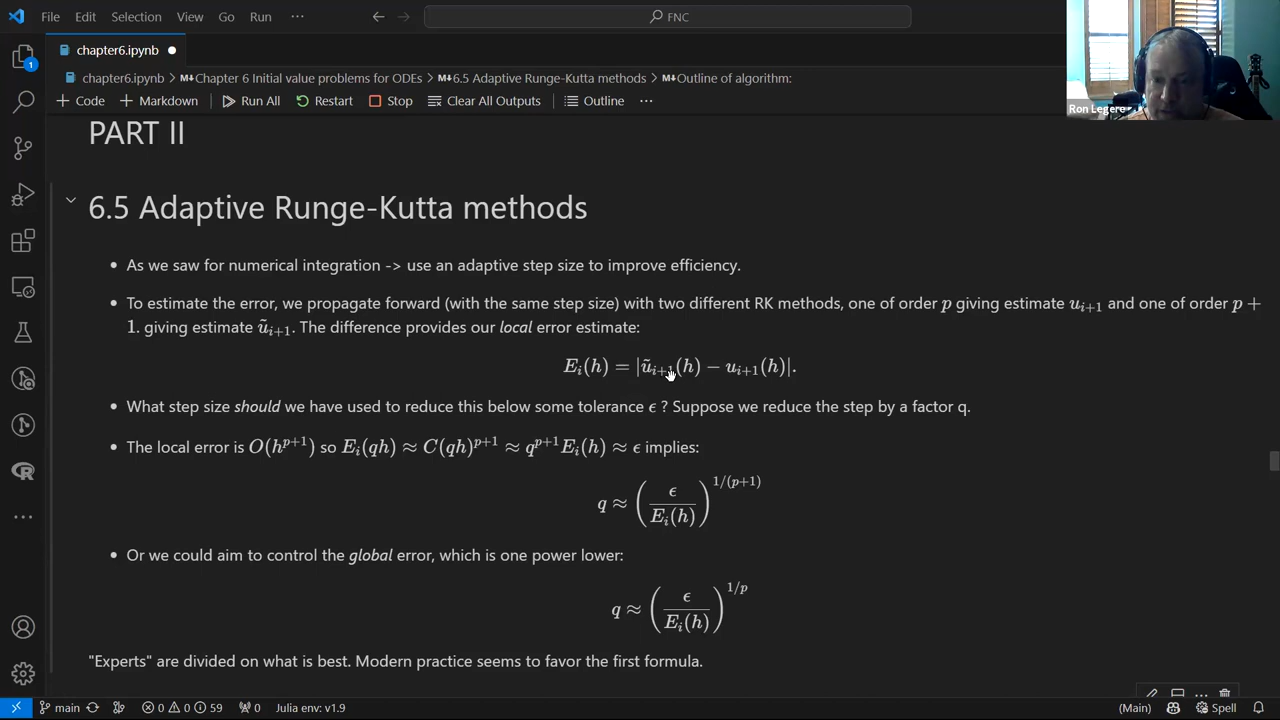 File Edit Selection View Go Run ··· FNC
chapter6.ipynb
chapter6.ipynb > M↓Chapter 6: Initial value problems for ODEs > M↓6.5 Adaptive Runge-Kutta methods > M↓Outline of algorithm:
+ Code + Markdown Run All Restart Stop Clear All Outputs Outline ···
Ron Legere
1
PART II
6.5 Adaptive Runge-Kutta methods
• As we saw for numerical integration -> use an adaptive step size to improve efficiency.
• To estimate the error, we propagate forward (with the same step size) with two different RK methods, one of order p giving estimate u_{i+1} and one of order p +
1. giving estimate ũ_{i+1}. The difference provides our local error estimate:
E_i(h) = |ũ_{i+1}(h) − u_{i+1}(h)|.
• What step size should we have used to reduce this below some tolerance ϵ ? Suppose we reduce the step by a factor q.
• The local error is O(h^{p+1}) so E_i(qh) ≈ C(qh)^{p+1} ≈ q^{p+1}E_i(h) ≈ ϵ implies:
q ≈ (ϵ / E_i(h))^{1/(p+1)}
• Or we could aim to control the global error, which is one power lower:
q ≈ (ϵ / E_i(h))^{1/p}
"Experts" are divided on what is best. Modern practice seems to favor the first formula.
main 0 0 59 0 Julia env: v1.9 (Main) Spell